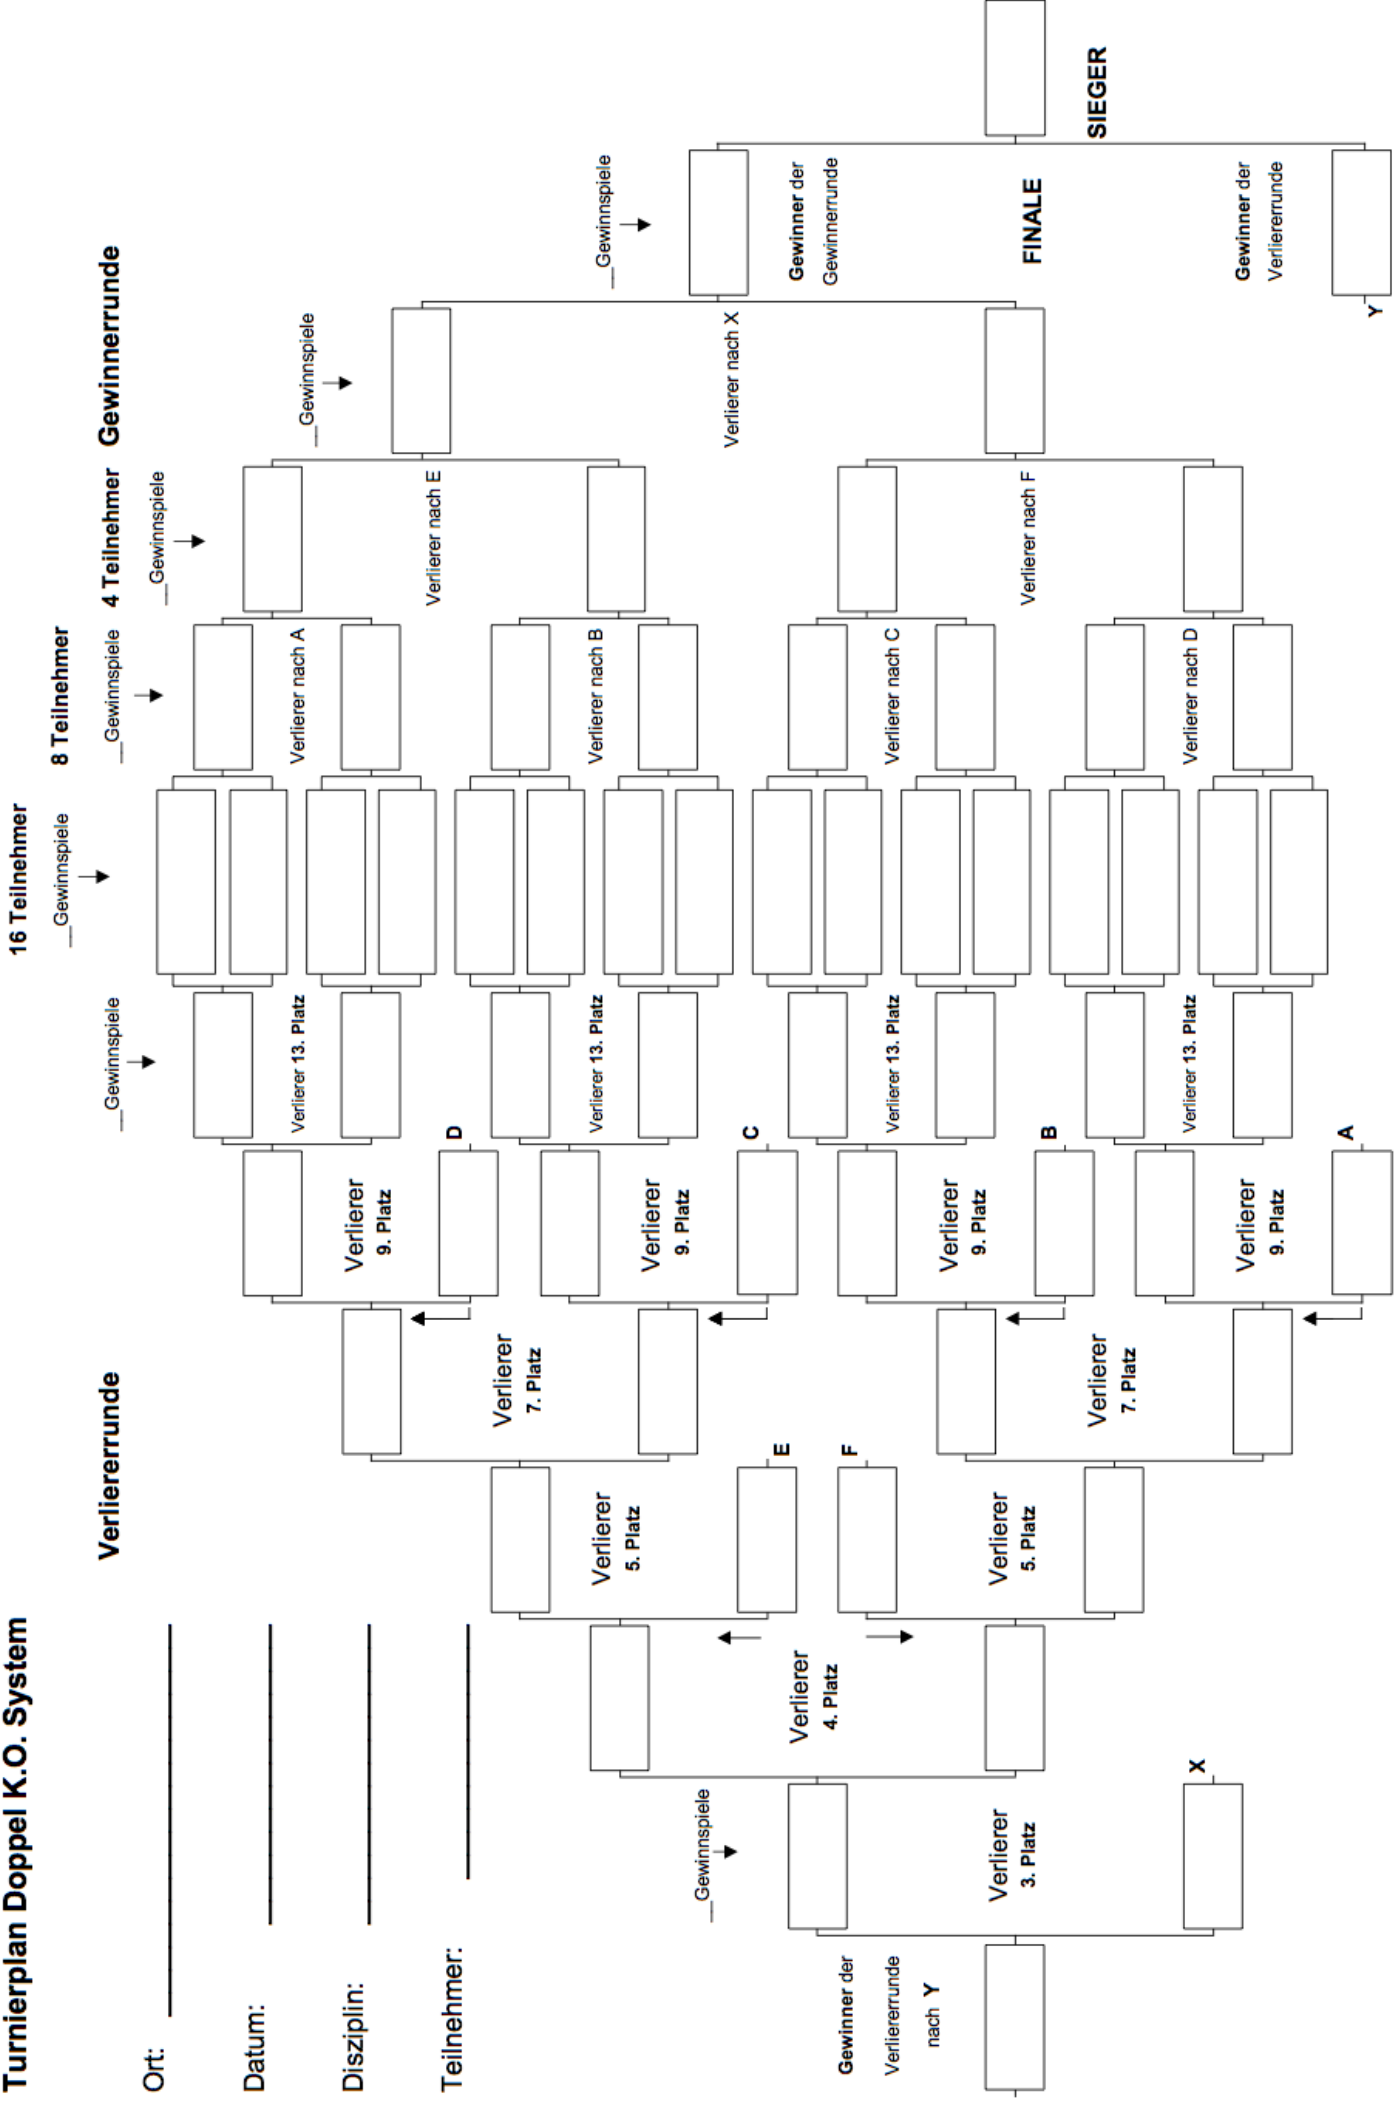 Turnierplan Doppel K.O. System
Ort:
Datum:
Disziplin:
Teilnehmer:
Verliererrunde
16 Teilnehmer
8 Teilnehmer
4 Teilnehmer
Gewinnerrunde
__Gewinnspiele
__Gewinnspiele
__Gewinnspiele
__Gewinnspiele
__Gewinnspiele
__Gewinnspiele
__Gewinnspiele
Gewinner der
Verliererrunde
nach Y
Verlierer
3. Platz
X
Verlierer
4. Platz
Verlierer
5. Platz
E
F
Verlierer
5. Platz
Verlierer
7. Platz
Verlierer
7. Platz
Verlierer
9. Platz
D
Verlierer
9. Platz
C
Verlierer
9. Platz
B
Verlierer
9. Platz
A
Verlierer 13. Platz
Verlierer 13. Platz
Verlierer 13. Platz
Verlierer 13. Platz
Verlierer nach A
Verlierer nach B
Verlierer nach C
Verlierer nach D
Verlierer nach E
Verlierer nach F
Verlierer nach X
Gewinner der
Gewinnerrunde
FINALE
Gewinner der
Verliererrunde
Y
SIEGER